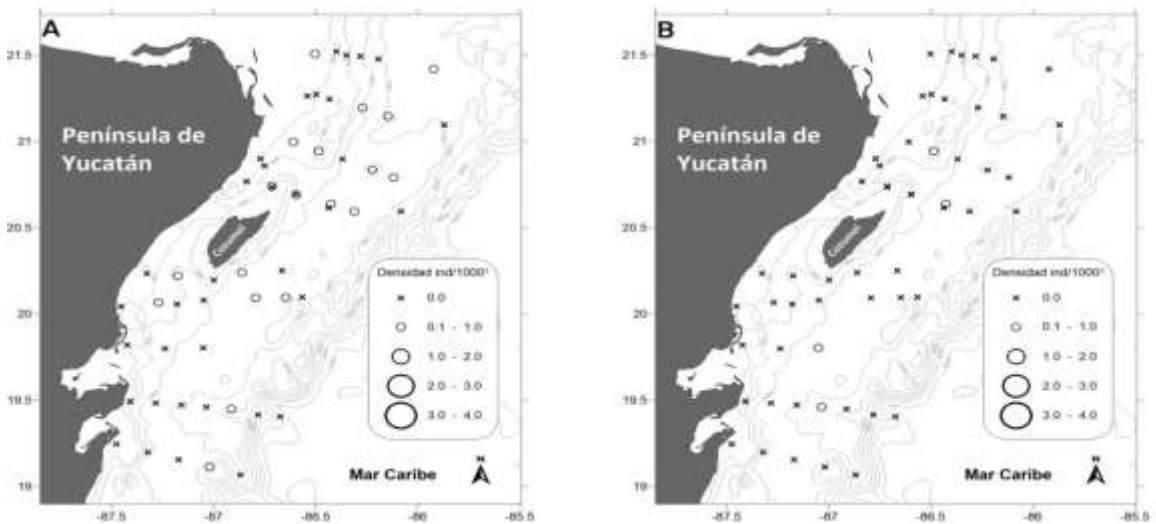 A
21.5
21
20.5
20
19.5
19
Península de
Yucatán
Cozumel
Densidad ind/1000³
0.0
0.1 - 1.0
1.0 - 2.0
2.0 - 3.0
3.0 - 4.0
Mar Caribe
N
-87.5
-87
-86.5
-86
-85.5
B
21.5
21
20.5
20
19.5
19
Península de
Yucatán
Cozumel
Densidad ind/1000³
0.0
0.1 - 1.0
1.0 - 2.0
2.0 - 3.0
3.0 - 4.0
Mar Caribe
N
-87.5
-87
-86.5
-86
-85.5